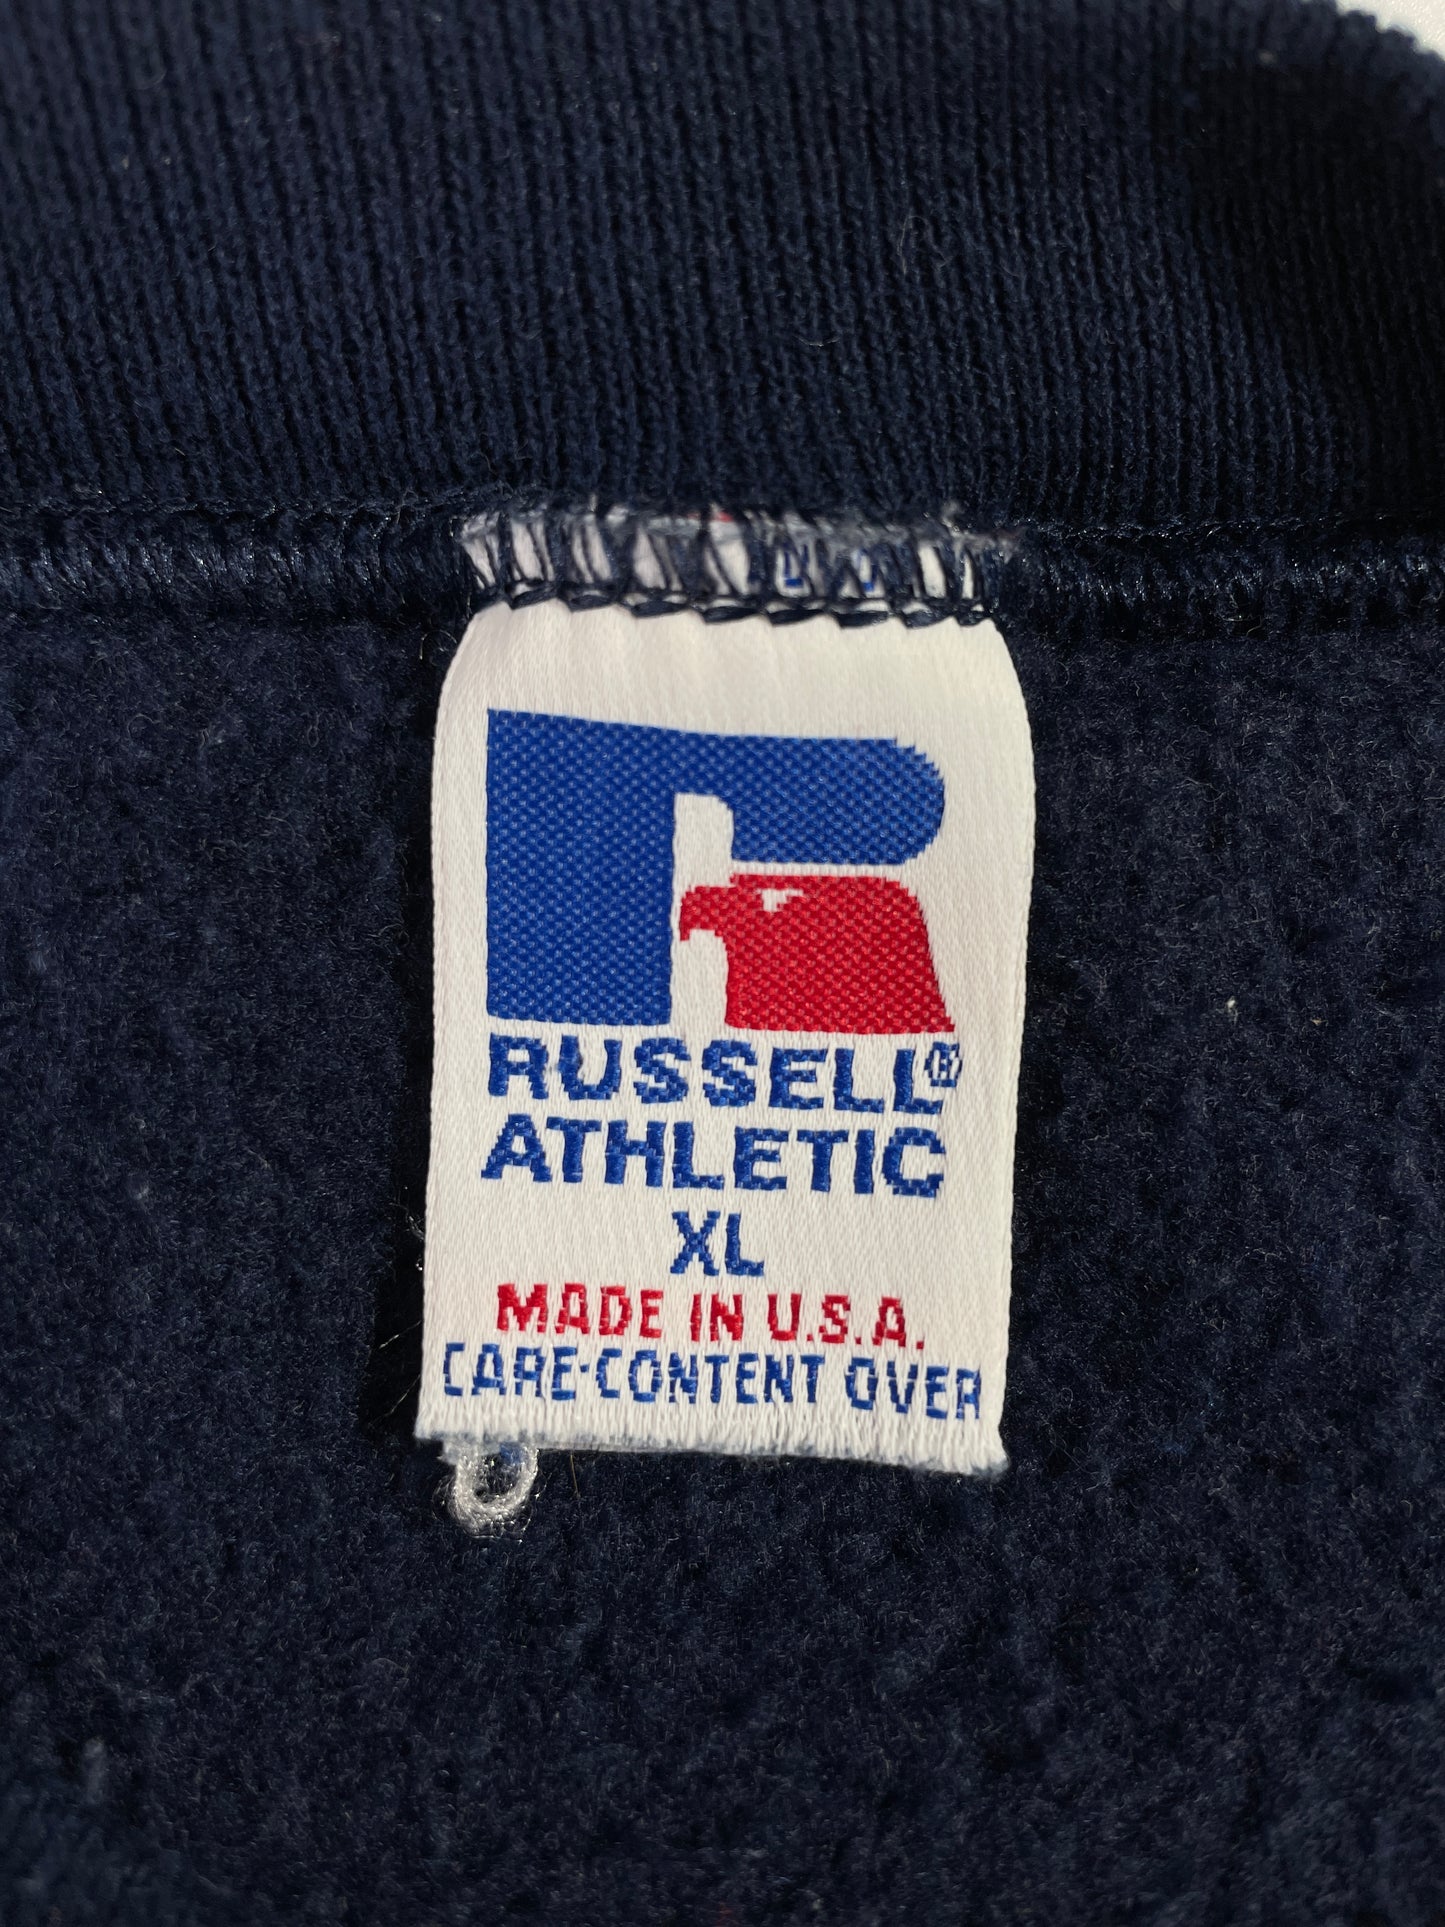 RUSSELL®
ATHLETIC
XL
MADE IN U.S.A.
CARE·CONTENT OVER